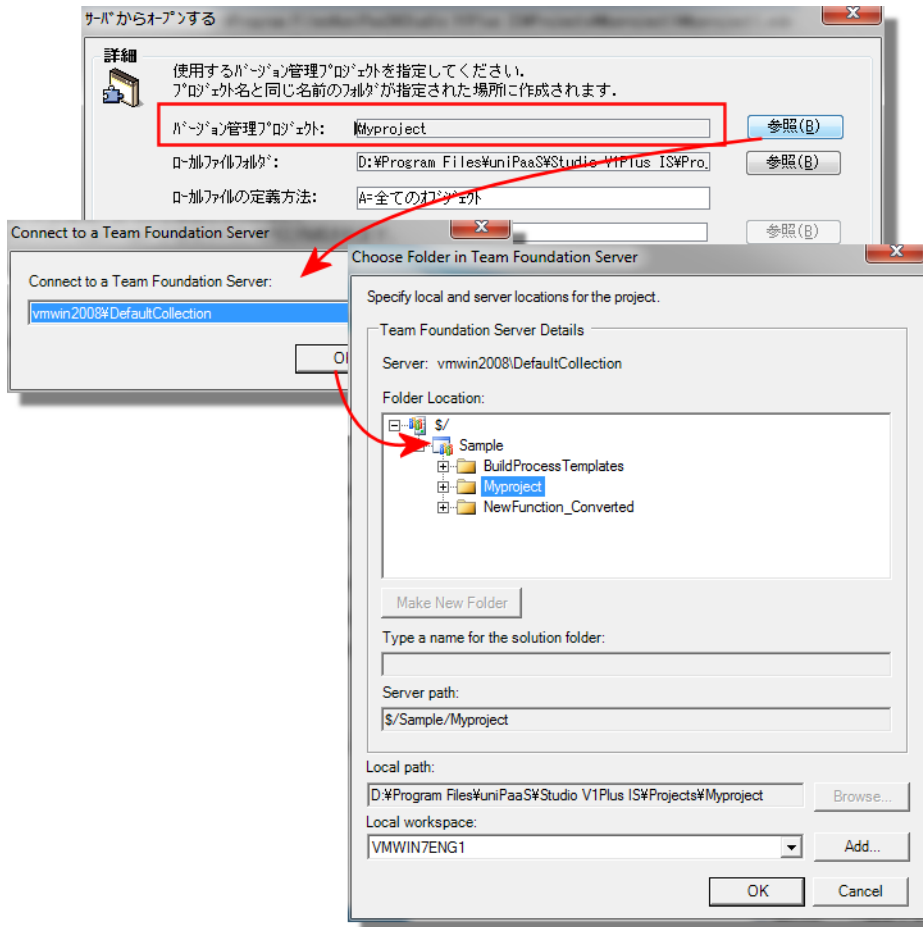 ｻｰﾊﾞからｵｰﾌﾟﾝする
詳細
使用するﾊﾞｰｼﾞｮﾝ管理ﾌﾟﾛｼﾞｪｸﾄを指定してください.
ﾌﾟﾛｼﾞｪｸﾄ名と同じ名前のﾌｫﾙﾀﾞが指定された場所に作成されます.
ﾊﾞｰｼﾞｮﾝ管理ﾌﾟﾛｼﾞｪｸﾄ: Myproject 参照(B)
ﾛｰｶﾙﾌｧｲﾙﾌｫﾙﾀﾞ: D:¥Program Files¥uniPaaS¥Studio V1Plus IS¥Pro. 参照(B)
ﾛｰｶﾙﾌｧｲﾙの定義方法: A=全てのｵﾌﾞｼﾞｪｸﾄ
参照(B)
Connect to a Team Foundation Server
Connect to a Team Foundation Server:
vmwin2008¥DefaultCollection
Choose Folder in Team Foundation Server
Specify local and server locations for the project.
Team Foundation Server Details
Server: vmwin2008\DefaultCollection
Folder Location:
$/
Sample
BuildProcessTemplates
Myproject
NewFunction_Converted
Make New Folder
Type a name for the solution folder:
Server path:
$/Sample/Myproject
Local path:
D:¥Program Files¥uniPaaS¥Studio V1Plus IS¥Projects¥Myproject Browse...
Local workspace:
VMWIN7ENG1 Add...
OK Cancel